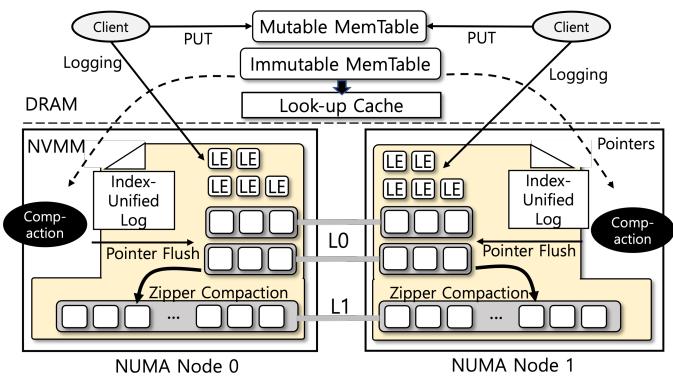 Client
PUT
Mutable MemTable
PUT
Client
Logging
Immutable MemTable
Logging
DRAM
Look-up Cache
NVMM
Pointers
LE LE
LE LE LE
LE LE
LE LE LE
Index-
Unified
Log
Index-
Unified
Log
Comp-
action
Comp-
action
Pointer Flush
L0
Pointer Flush
Zipper Compaction
L1
Zipper Compaction
...
...
NUMA Node 0
NUMA Node 1